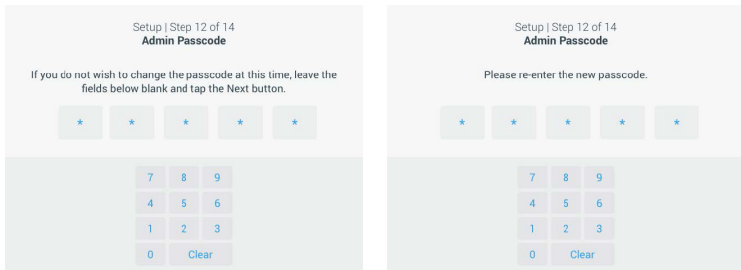 Setup | Step 12 of 14
Admin Passcode
If you do not wish to change the passcode at this time, leave the
fields below blank and tap the Next button.
* * * * *
7 8 9
4 5 6
1 2 3
0 Clear
Setup | Step 12 of 14
Admin Passcode
Please re-enter the new passcode.
* * * * *
7 8 9
4 5 6
1 2 3
0 Clear